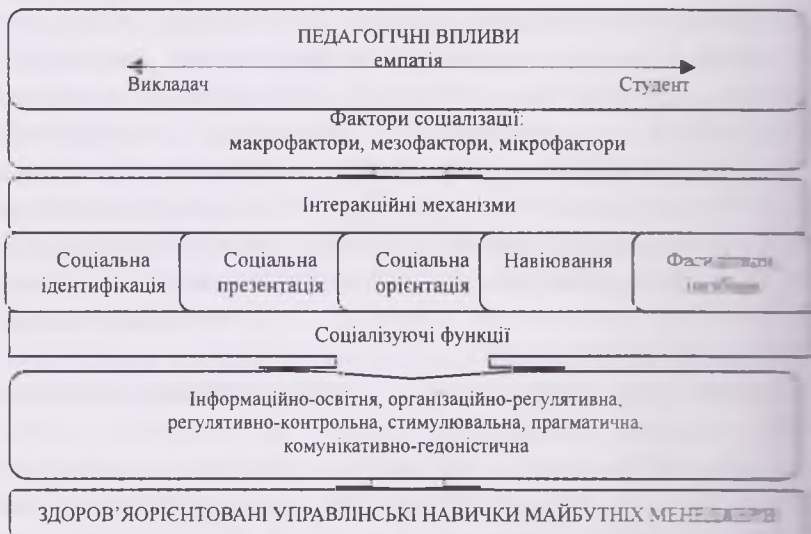 ПЕДАГОГІЧНІ ВПЛИВИ
емпатія
Викладач Студент
Фактори соціалізації:
макрофактори, мезофактори, мікрофактори
Інтеракційні механізми
Соціальна ідентифікація
Соціальна презентація
Соціальна орієнтація
Навіювання
Соціалізуючі функції
Інформаційно-освітня, організаційно-регулятивна,
регулятивно-контрольна, стимулювальна, прагматична,
комунікативно-гедоністична
ЗДОРОВ’ЯОРІЄНТОВАНІ УПРАВЛІНСЬКІ НАВИЧКИ МАЙБУТНІХ